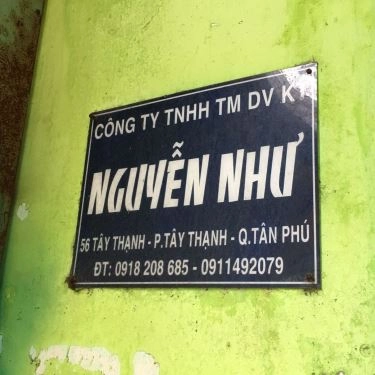 CÔNG TY TNHH TM DV KT
NGUYỄN NHƯ
56 TÂY THẠNH - P.TÂY THẠNH - Q.TÂN PHÚ
ĐT: 0918 208 685 - 0911492079